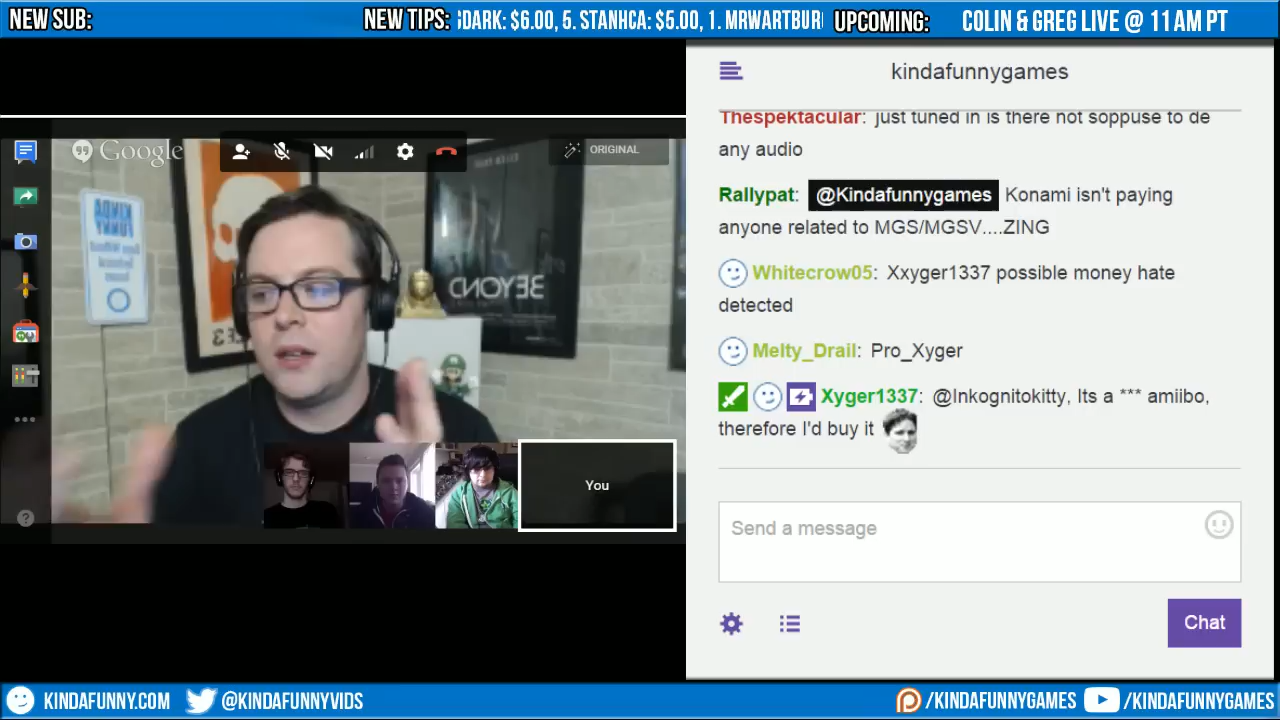 NEW SUB:
NEW TIPS: DARK: $6.00, 5. STANHCA: $5.00, 1. MRWARTBUR
UPCOMING: COLIN & GREG LIVE @ 11 AM PT
Google
ORIGINAL
KINDA
FUNNY
BEYOND
You
kindafunnygames
Thespektacular: just tuned in is there not soppuse to de
any audio
Rallypat: @Kindafunnygames Konami isn't paying
anyone related to MGS/MGSV....ZING
Whitecrow05: Xxyger1337 possible money hate
detected
Melty_Drail: Pro_Xyger
Xyger1337: @Inkognitokitty, Its a *** amiibo,
therefore I'd buy it
Send a message
Chat
KINDAFUNNY.COM
@KINDAFUNNYVIDS
/KINDAFUNNYGAMES
/KINDAFUNNYGAMES